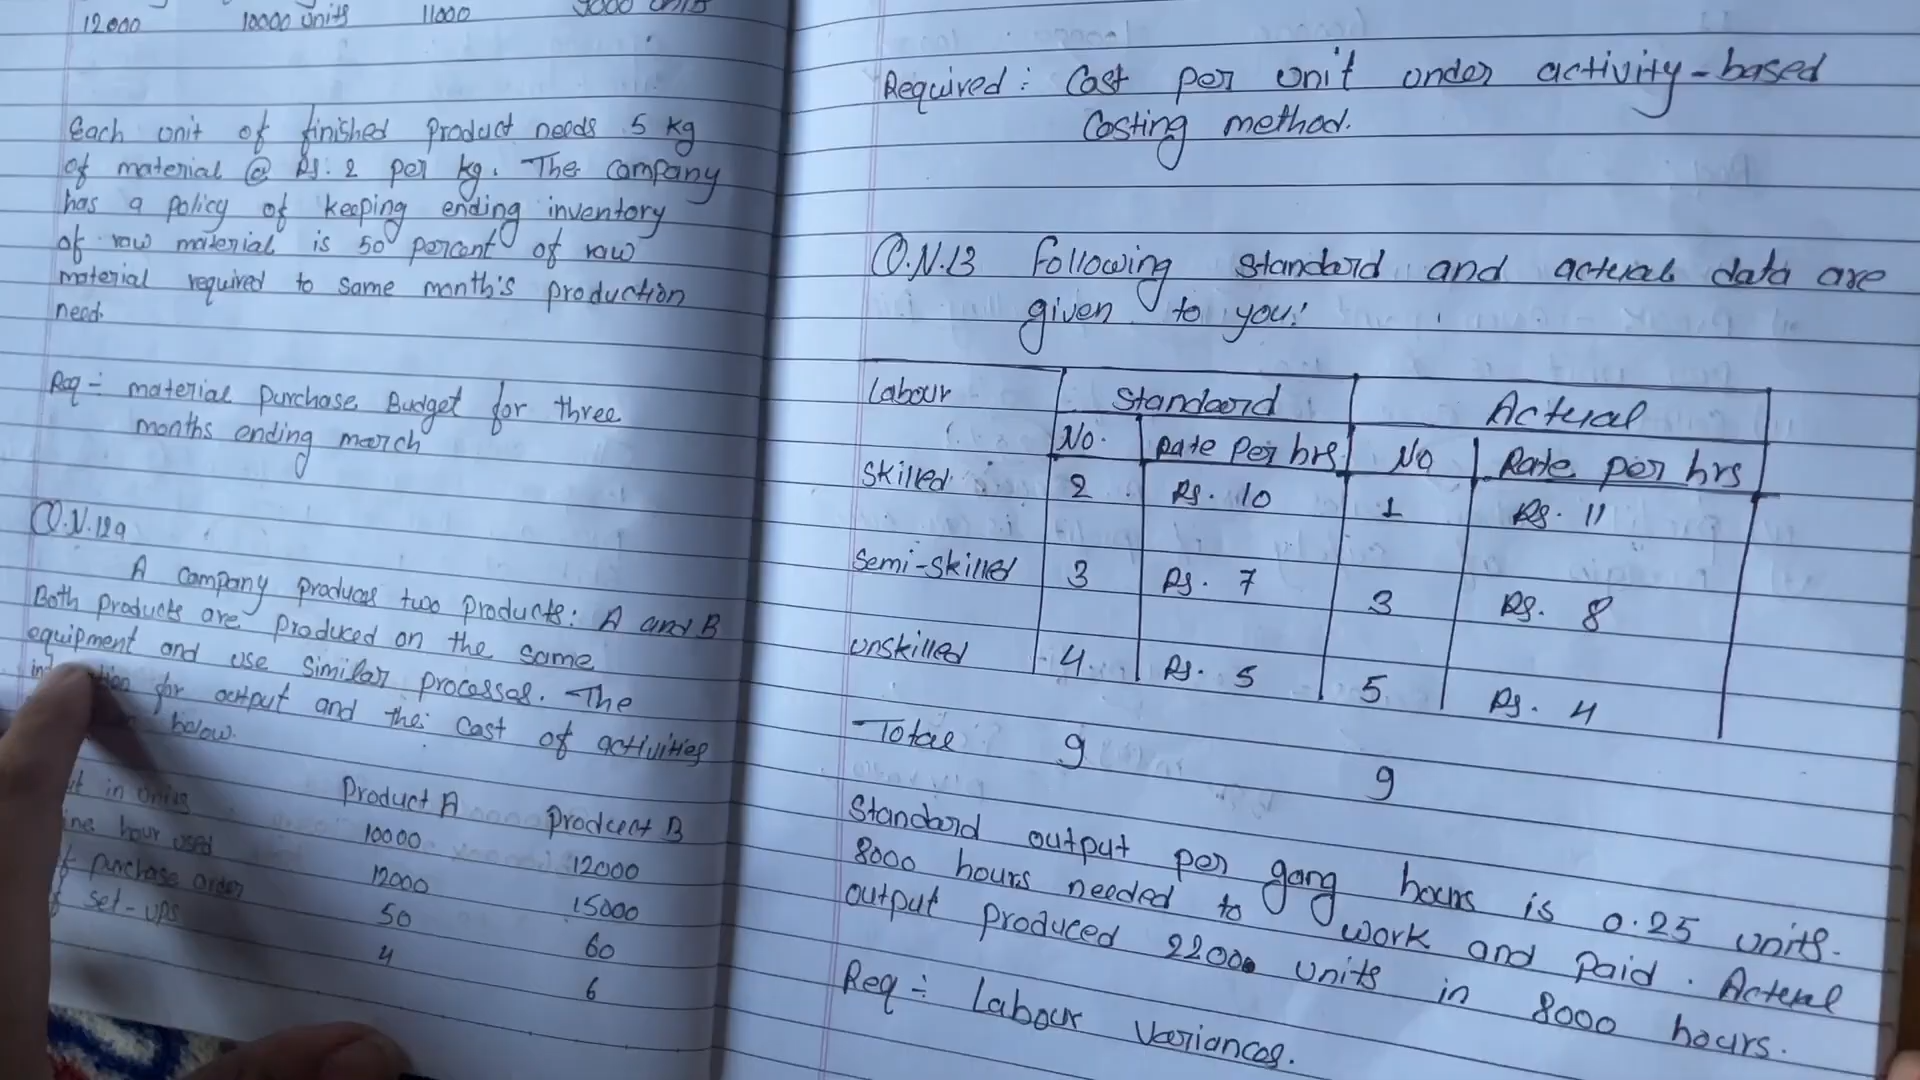 12000 10000 units 11000 9000 units
Each unit of finished product needs 5 kg
of material @ Rs. 2 per kg. The company
has a policy of keeping ending inventory
of raw material is 50 percent of raw
material required to same month's production
need.
Req ÷ material purchase Budget for three
months ending march
Q.N.12a
A company produces two products: A and B
Both products are produced on the same
equipment and use similar processes. The
for output and the cost of activities
below.
Product A Product B
in units 10000 12000
hour used 12000 15000
purchase order 50 60
set-ups 4 6
Required: Cost per unit under activity-based
Costing method.
Q.N.13 Following standard and actual data are
given to you:
Labour Standard Actual
No. Rate per hrs No Rate per hrs
Skilled 2 Rs. 10 1 Rs. 11
Semi-skilled 3 Rs. 7 3 Rs. 8
Unskilled 4 Rs. 5 5 Rs. 4
Total 9 9
Standard output per gang hours is 0.25 units.
8000 hours needed to work and paid. Actual
output produced 22000 units in 8000 hours.
Req ÷ Labour Variances.